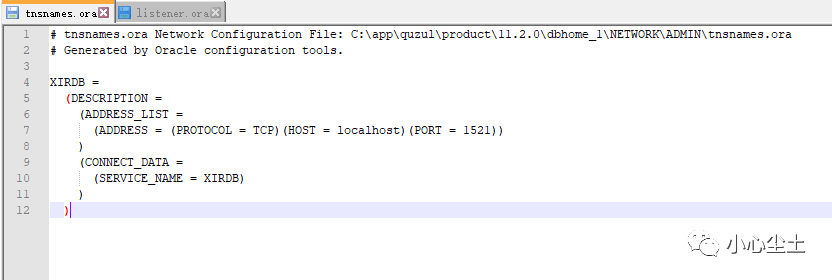 tnsnames.ora listener.ora
1 # tnsnames.ora Network Configuration File: C:\app\quzul\product\11.2.0\dbhome_1\NETWORK\ADMIN\tnsnames.ora
2 # Generated by Oracle configuration tools.
3
4 XIRDB =
5   (DESCRIPTION =
6     (ADDRESS_LIST =
7       (ADDRESS = (PROTOCOL = TCP)(HOST = localhost)(PORT = 1521))
8     )
9     (CONNECT_DATA =
10       (SERVICE_NAME = XIRDB)
11     )
12   )
小心尘土